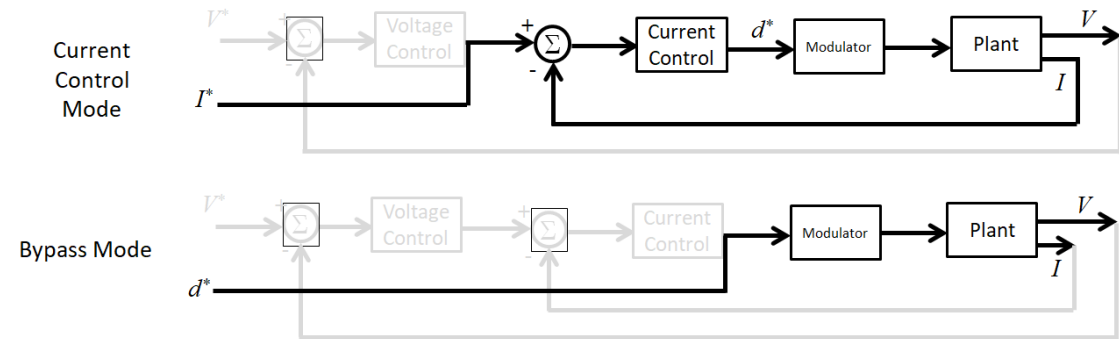 Current
Control
Mode
V*
+
Σ
-
Voltage
Control
I*
+
Σ
-
Current
Control
d*
Modulator
Plant
V
I
Bypass Mode
V*
+
Σ
-
Voltage
Control
+
Σ
-
Current
Control
d*
Modulator
Plant
V
I